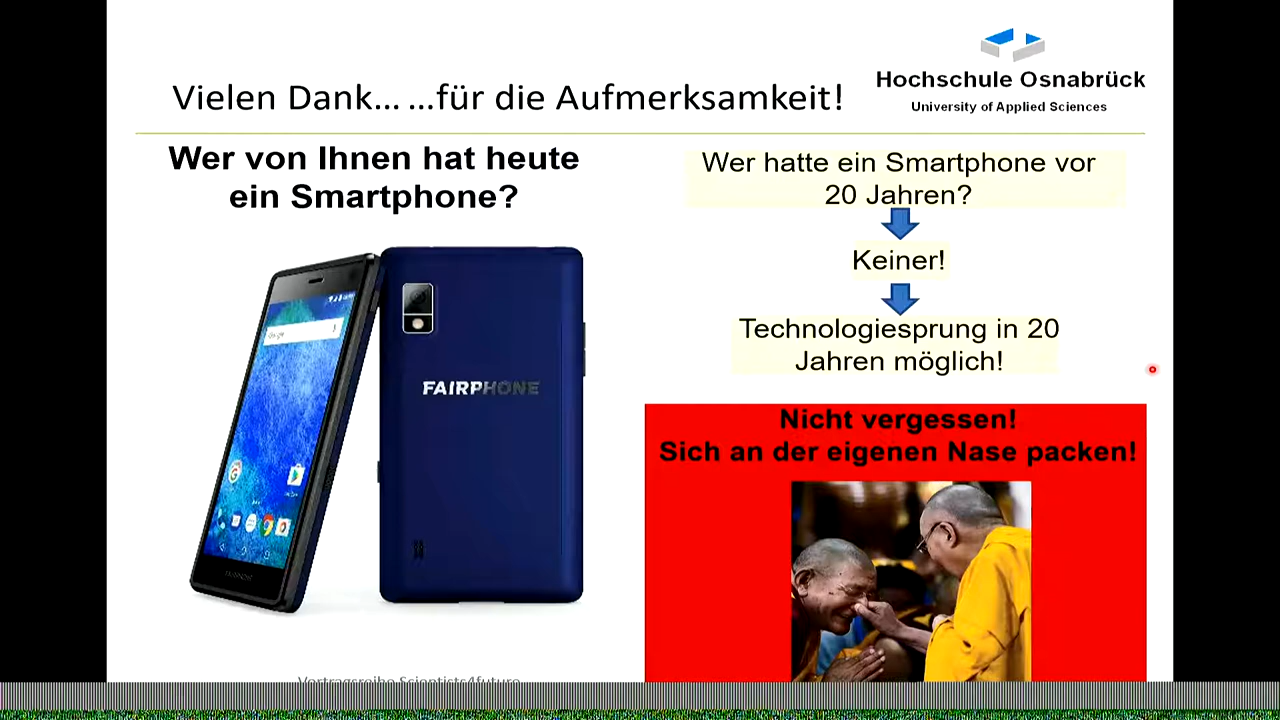 Vielen Dank... ...für die Aufmerksamkeit!
Hochschule Osnabrück
University of Applied Sciences
Wer von Ihnen hat heute
ein Smartphone?
FAIRPHONE
Wer hatte ein Smartphone vor
20 Jahren?
Keiner!
Technologiesprung in 20
Jahren möglich!
Nicht vergessen!
Sich an der eigenen Nase packen!
Vortragsreihe Scientists4future